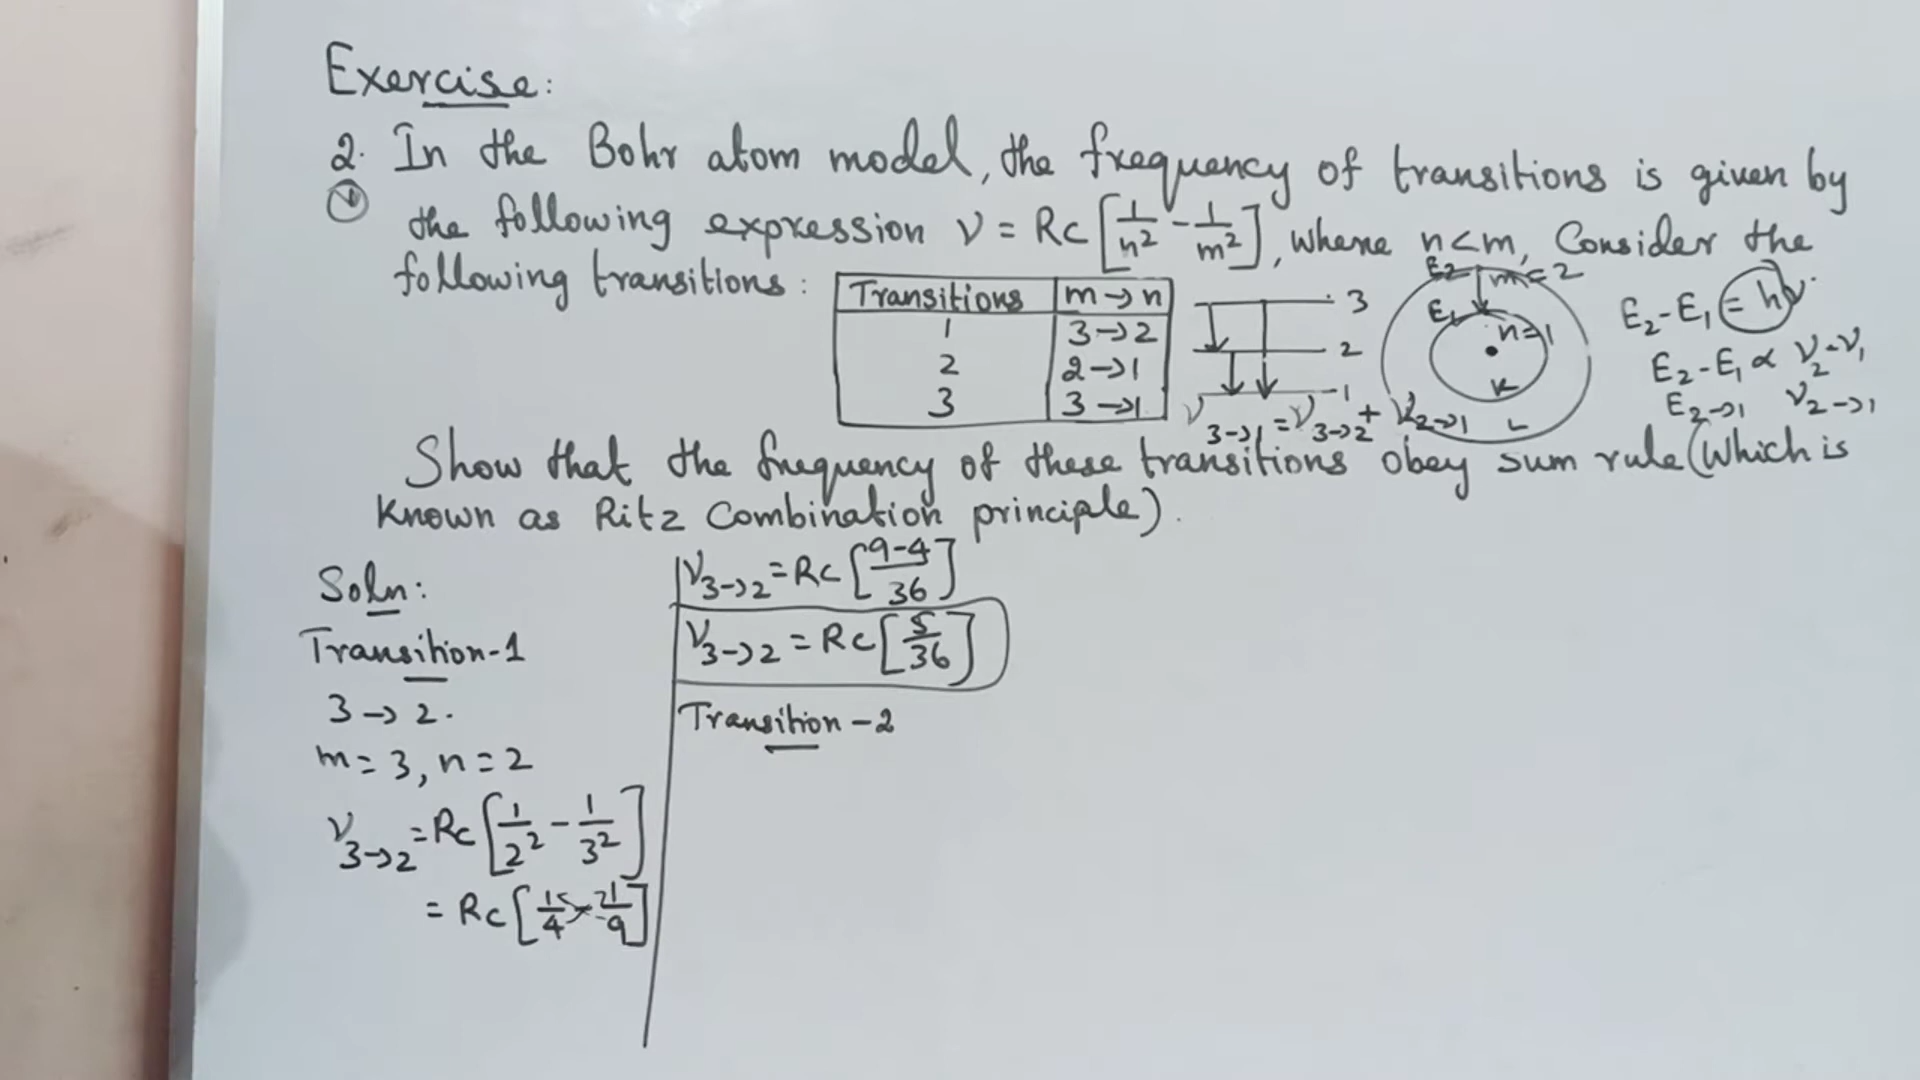 Exercise:
2. In the Bohr atom model, the frequency of transitions is given by
the following expression ν = Rc [1/n² - 1/m²], where n<m, Consider the
following transitions:
Transitions | m → n
1 | 3 → 2
2 | 2 → 1
3 | 3 → 1
3
2
1
ν3→1 = ν3→2 + ν2→1
E2 m=2
E1 n=1
K
L
E2-E1 = hν
E2-E1 ∝ ν2-ν1
E2→1 ν2→1
Show that the frequency of these transitions obey sum rule (Which is
known as Ritz Combination principle).
Soln:
Transition-1
3 → 2.
m = 3, n = 2
ν3→2 = Rc [1/2² - 1/3²]
= Rc [1/4 - 1/9]
ν3→2 = Rc [9-4/36]
ν3→2 = Rc [5/36]
Transition-2